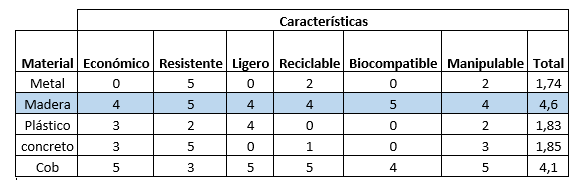 Características
Material Económico Resistente Ligero Reciclable Biocompatible Manipulable Total
Metal 0 5 0 2 0 2 1,74
Madera 4 5 4 4 5 4 4,6
Plástico 3 2 4 0 0 2 1,83
concreto 3 5 0 1 0 3 1,85
Cob 5 3 5 5 4 5 4,1